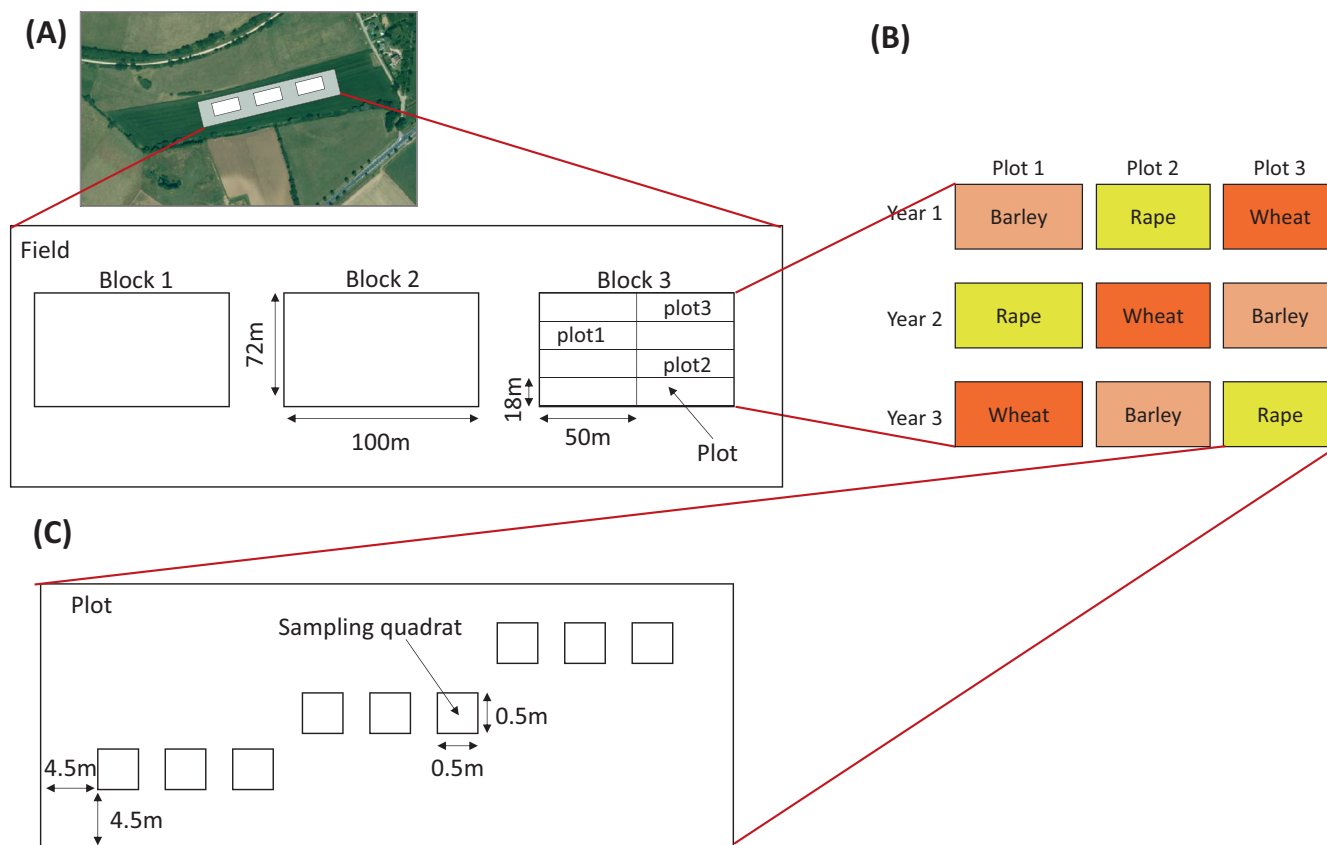 (A)
(B)
Field
Block 1
Block 2
Block 3
72m
100m
plot3
plot1
plot2
18m
50m
Plot
Plot 1
Plot 2
Plot 3
Year 1
Barley
Rape
Wheat
Year 2
Rape
Wheat
Barley
Year 3
Wheat
Barley
Rape
(C)
Plot
Sampling quadrat
0.5m
0.5m
4.5m
4.5m